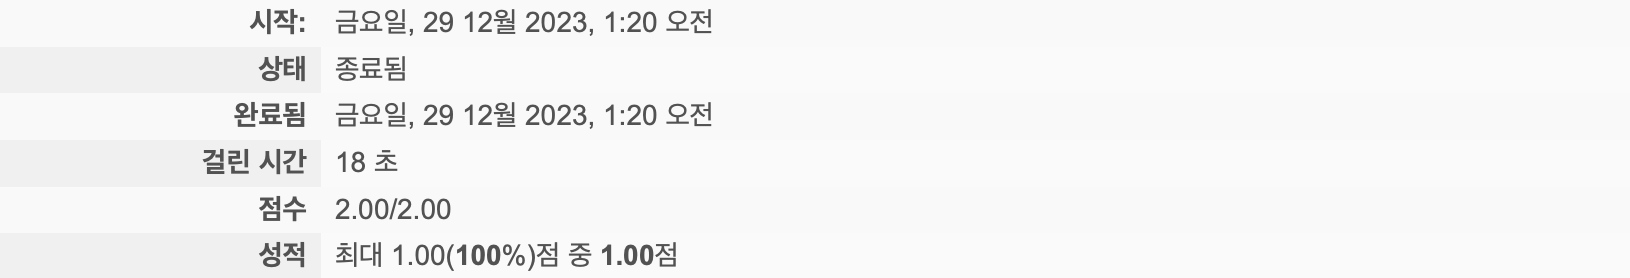 시작: 금요일, 29 12월 2023, 1:20 오전
상태 종료됨
완료됨 금요일, 29 12월 2023, 1:20 오전
걸린 시간 18 초
점수 2.00/2.00
성적 최대 1.00(100%)점 중 1.00점